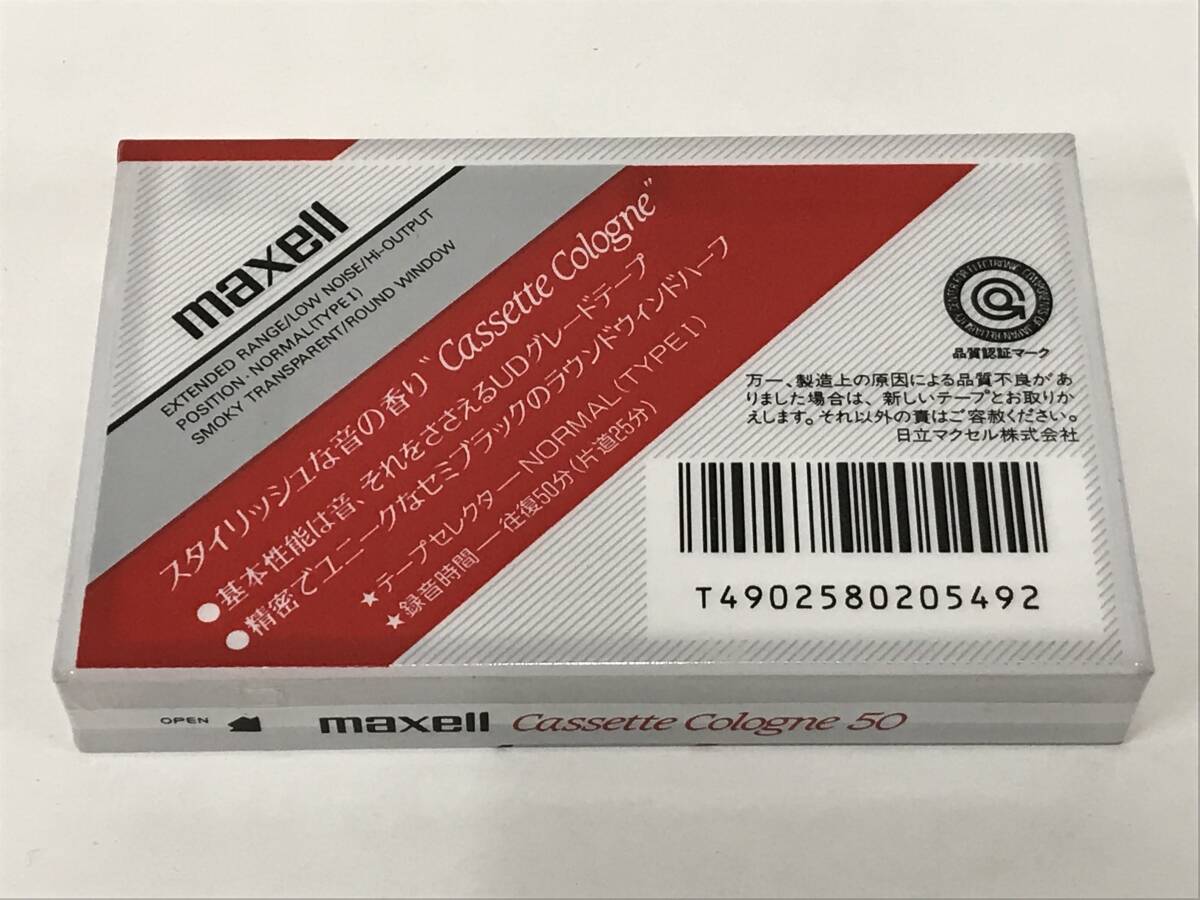 maxell
EXTENDED RANGE/LOW NOISE/Hi-OUTPUT
POSITION・NORMAL(TYPE I)
SMOKY TRANSPARENT/ROUND WINDOW
スタイリッシュな音の香り"Cassette Cologne"
●基本性能は音、それをささえるUDグレードテープ
●精密でユニークなセミブラックのラウンドウィンドハーフ
★テープセレクター—NORMAL(TYPE I)
★録音時間—往復50分(片道25分)
CENTER FOR ELECTRONIC COMPONENTS OF JAPAN RELIABILITY
品質認証マーク
万一、製造上の原因による品質不良があ
りました場合は、新しいテープとお取りか
えします。それ以外の責はご容赦ください。
日立マクセル株式会社
T4902580205492
OPEN
maxell Cassette Cologne 50